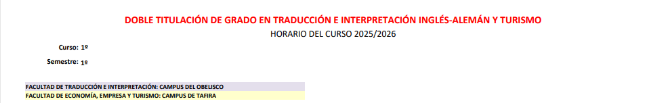 DOBLE TITULACIÓN DE GRADO EN TRADUCCIÓN E INTERPRETACIÓN INGLÉS-ALEMÁN Y TURISMO
HORARIO DEL CURSO 2025/2026
Curso: 1º
Semestre: 1º
FACULTAD DE TRADUCCIÓN E INTERPRETACIÓN: CAMPUS DEL OBELISCO
FACULTAD DE ECONOMÍA, EMPRESA Y TURISMO: CAMPUS DE TAFIRA